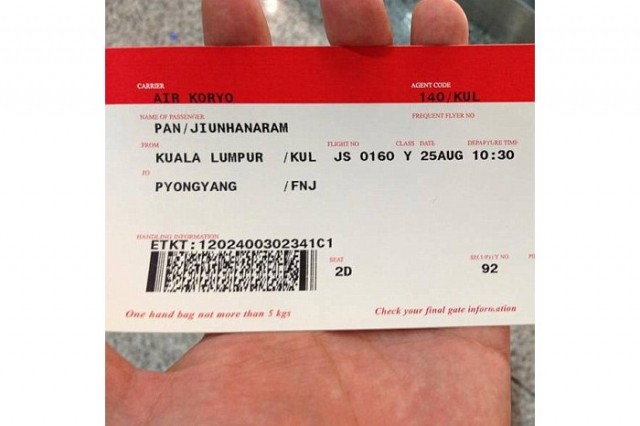 CARRIER AGENT CODE
AIR KORYO 140/KUL
NAME OF PASSENGER FREQUENT FLYER NO
PAN/JIUNHANARAM
FROM FLIGHT NO CLASS DATE DEPARTURE TIME
KUALA LUMPUR /KUL JS 0160 Y 25AUG 10:30
TO
PYONGYANG /FNJ
HANDLING INFORMATION
ETKT:1202400302341C1
SEAT
2D 92
One hand bag not more than 5 kgs Check your final gate information